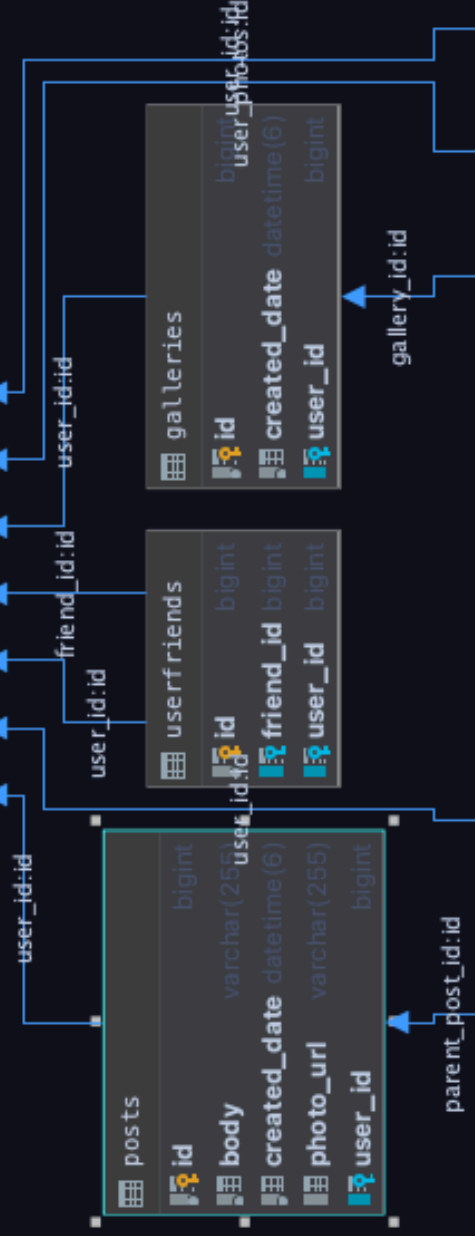 posts
id bigint
body varchar(255)
created_date datetime(6)
photo_url varchar(255)
user_id bigint
userfriends
id bigint
friend_id bigint
user_id bigint
galleries
id bigint
created_date datetime(6)
user_id bigint
user_id:id
user_id:id
friend_id:id
user_id:id
user_id:id
parent_post_id:id
gallery_id:id
user_id:id
user_photos:id